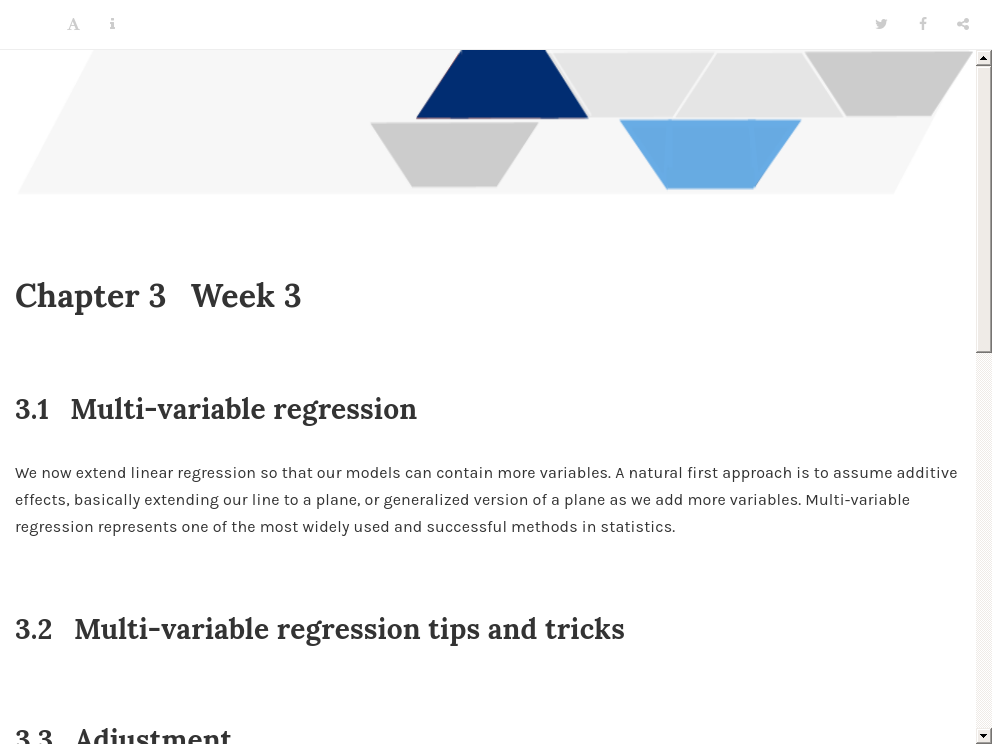 Chapter 3 Week 3
3.1 Multi-variable regression
We now extend linear regression so that our models can contain more variables. A natural first approach is to assume additive
effects, basically extending our line to a plane, or generalized version of a plane as we add more variables. Multi-variable
regression represents one of the most widely used and successful methods in statistics.
3.2 Multi-variable regression tips and tricks
3.3 Adjustment